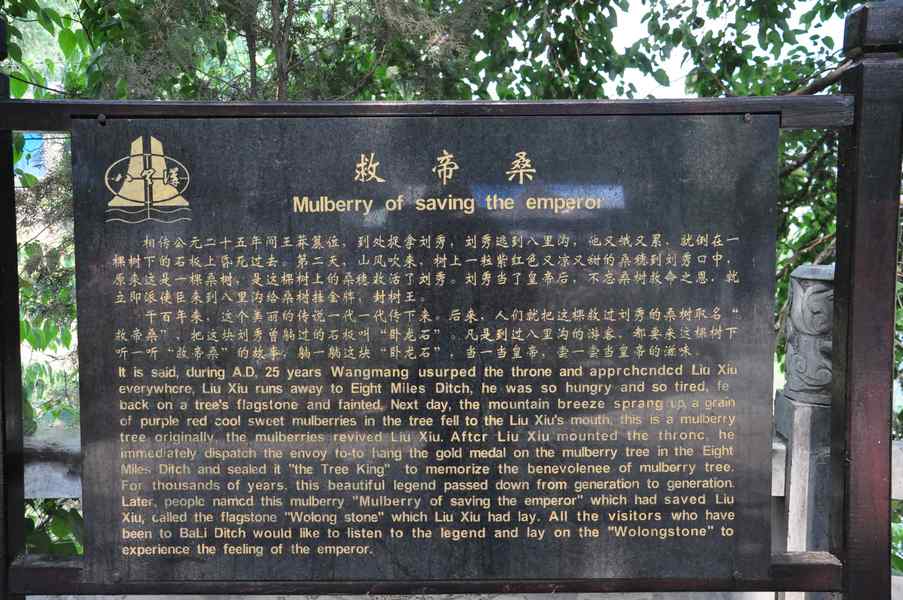 八里沟
救帝桑
Mulberry of saving the emperor
相传公元二十五年间王莽篡位，到处捉拿刘秀，刘秀逃到八里沟，他又饿又累，就倒在一
棵树下的石板上昏死过去。第二天，山风吹来，树上一粒紫红色又凉又甜的桑穗到刘秀口中，
原来这是一棵桑树，是这棵树上的桑穗救活了刘秀。刘秀当了皇帝后，不忘桑树救命之恩，就
立即派使臣来到八里沟给桑树挂金牌，封树王。
千百年来，这个美丽的传说一代一代传下来。后来，人们就把这棵救过刘秀的桑树取名“
救帝桑”，把这块刘秀曾躺过的石板叫“卧龙石”。凡是到过八里沟的游客，都要来这棵树下
听一听“救帝桑”的故事，躺一躺这块“卧龙石”，当一当皇帝，尝一尝当皇帝的滋味。
It is said, during A.D, 25 years Wangmang usurped the throne and apprchcndcd Liu Xiu
everywhcrc, Liu Xiu runs away to Eight Miles Ditch, he was so hungry and so tired, fe
back on a tree's flagstone and fainted. Next day, the mountain breeze sprang up a grain
of purple red cool sweet mulberries in the tree fell to the Liu Xiu's mouth, this is a mulberry
tree originally, the mulberries revived Liu Xiu. Aftcr Liu Xiu mounted the thronc, he
immediately dispatch the envoy to-to hang the gold medal on the mulberry tree in the Eight
Miles Ditch and sealed it "the Tree King" to memorize the benevolenee of mulberry tree.
For thousands of years, this beautiful legend passed down from generation to generation.
Later, people namcd this mulberry "Mulberry of saving the emperor" which had saved Liu
Xiu, called the flagstone "Wolong stone" which Liu Xiu had lay. All the visitors who have
been to BaLi Ditch would like to listen to the legend and lay on the "Wolongstone" to
experience the feeling of the emperor.